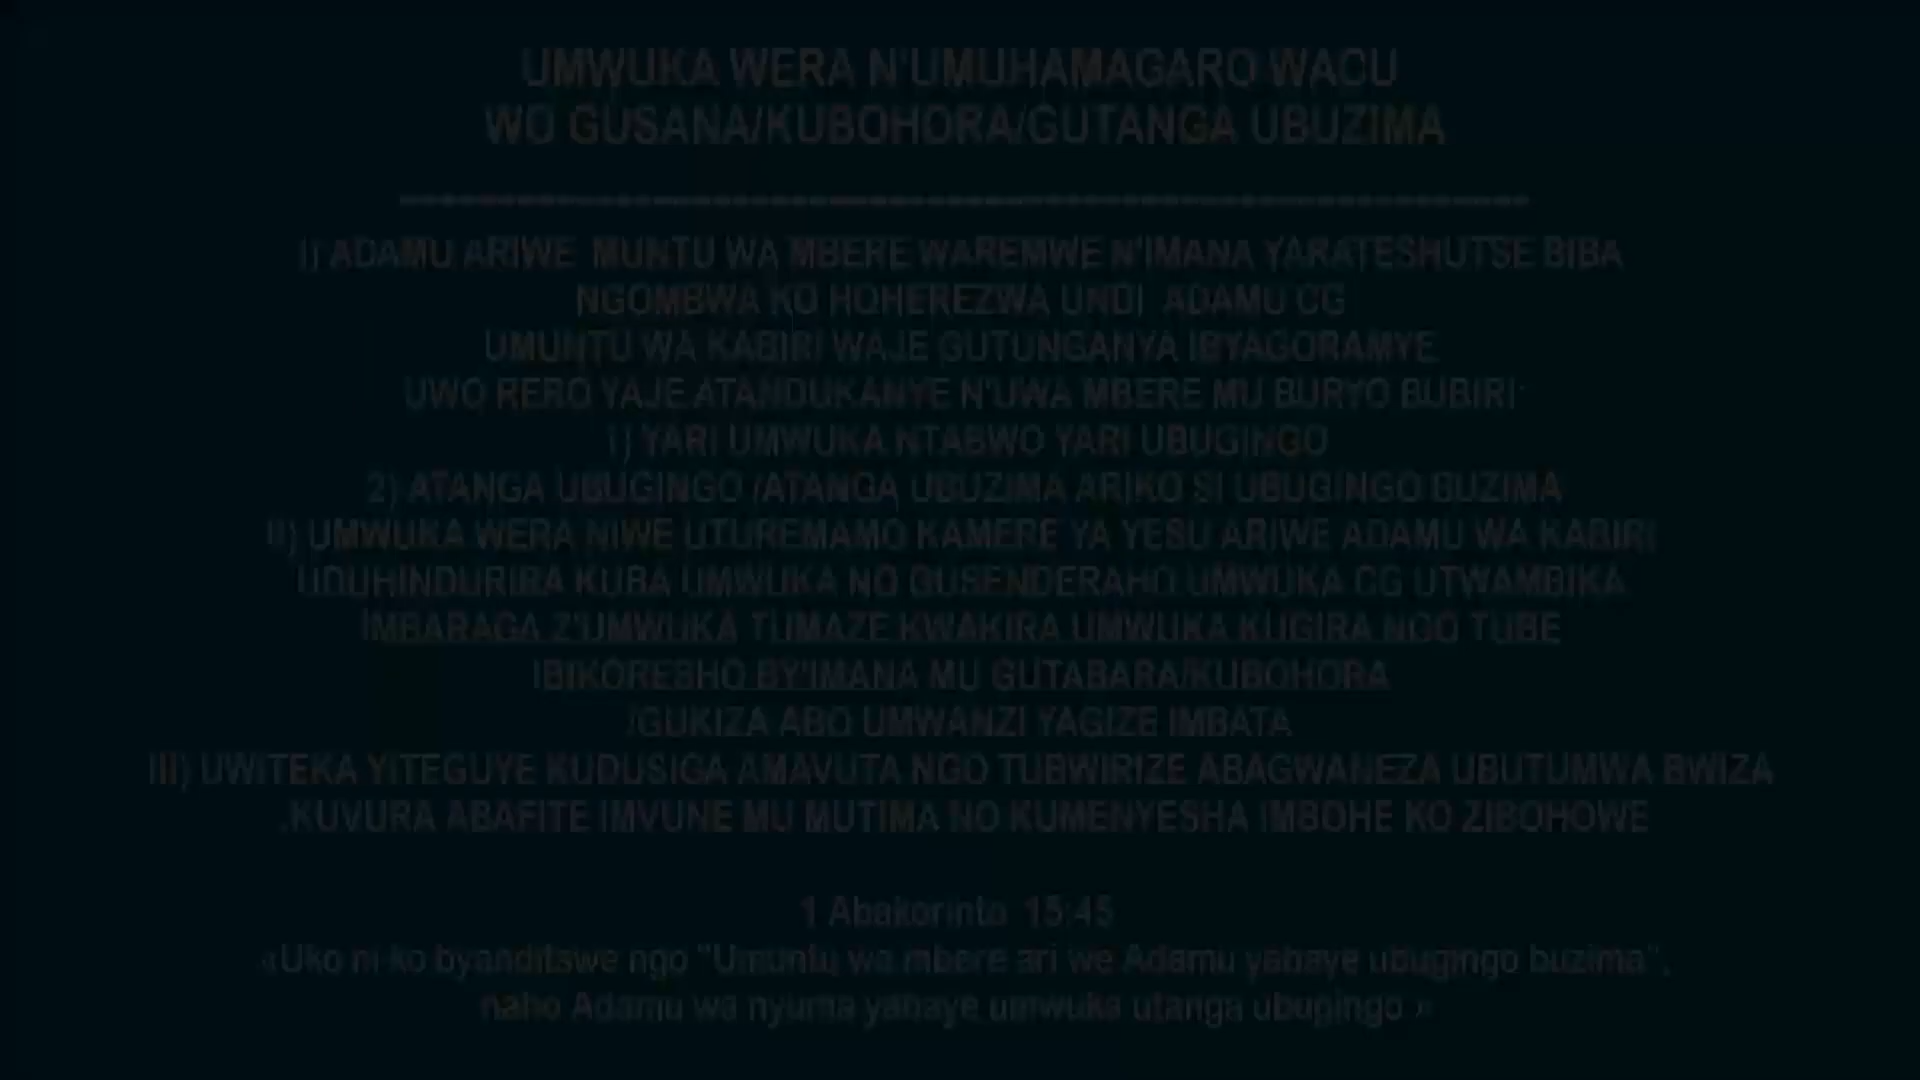 UMWUKA WERA N'UMUHAMAGARO WACU
WO GUSANA/KUBOHORA/GUTANGA UBUZIMA
I) ADAMU ARIWE MUNTU WA MBERE WAREMWE N'IMANA YARATESHUTSE BIBA
NGOMBWA KO HOHEREZWA UNDI ADAMU CG
UMUNTU WA KABIRI WAJE GUTUNGANYA IBYAGORAMYE
UWO RERO YAJE ATANDUKANYE N'UWA MBERE MU BURYO BUBIRI:
1) YARI UMWUKA NTABWO YARI UBUGINGO
2) ATANGA UBUGINGO /ATANGA UBUZIMA ARIKO SI UBUGINGO BUZIMA
II) UMWUKA WERA NIWE UTUREMAMO KAMERE YA YESU ARIWE ADAMU WA KABIRI
UDUHINDURIRA KUBA UMWUKA NO GUSENDERAHO UMWUKA CG UTWAMBIKA
IMBARAGA Z'UMWUKA TUMAZE KWAKIRA UMWUKA KUGIRA NGO TUBE
IBIKORESHO BY'IMANA MU GUTABARA/KUBOHORA
/GUKIZA ABO UMWANZI YAGIZE IMBATA
III) UWITEKA YITEGUYE KUDUSIGA AMAVUTA NGO TUBWIRIZE ABAGWANEZA UBUTUMWA BWIZA
.KUVURA ABAFITE IMVUNE MU MUTIMA NO KUMENYESHA IMBOHE KO ZIBOHOWE
1 Abakorinto 15:45
«Uko ni ko byanditswe ngo "Umuntu wa mbere ari we Adamu yabaye ubugingo buzima",
naho Adamu wa nyuma yabaye umwuka utanga ubugingo »